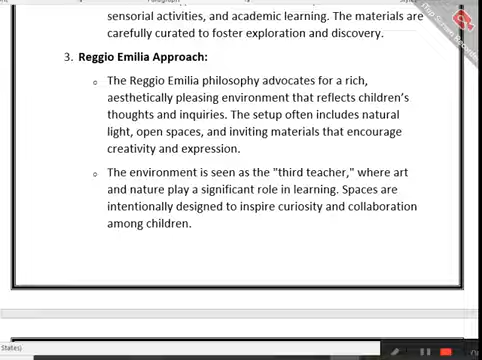 sensorial activities, and academic learning. The materials are
carefully curated to foster exploration and discovery.
3. Reggio Emilia Approach:
o The Reggio Emilia philosophy advocates for a rich,
aesthetically pleasing environment that reflects children's
thoughts and inquiries. The setup often includes natural
light, open spaces, and inviting materials that encourage
creativity and expression.
o The environment is seen as the "third teacher," where art
and nature play a significant role in learning. Spaces are
intentionally designed to inspire curiosity and collaboration
among children.
States)